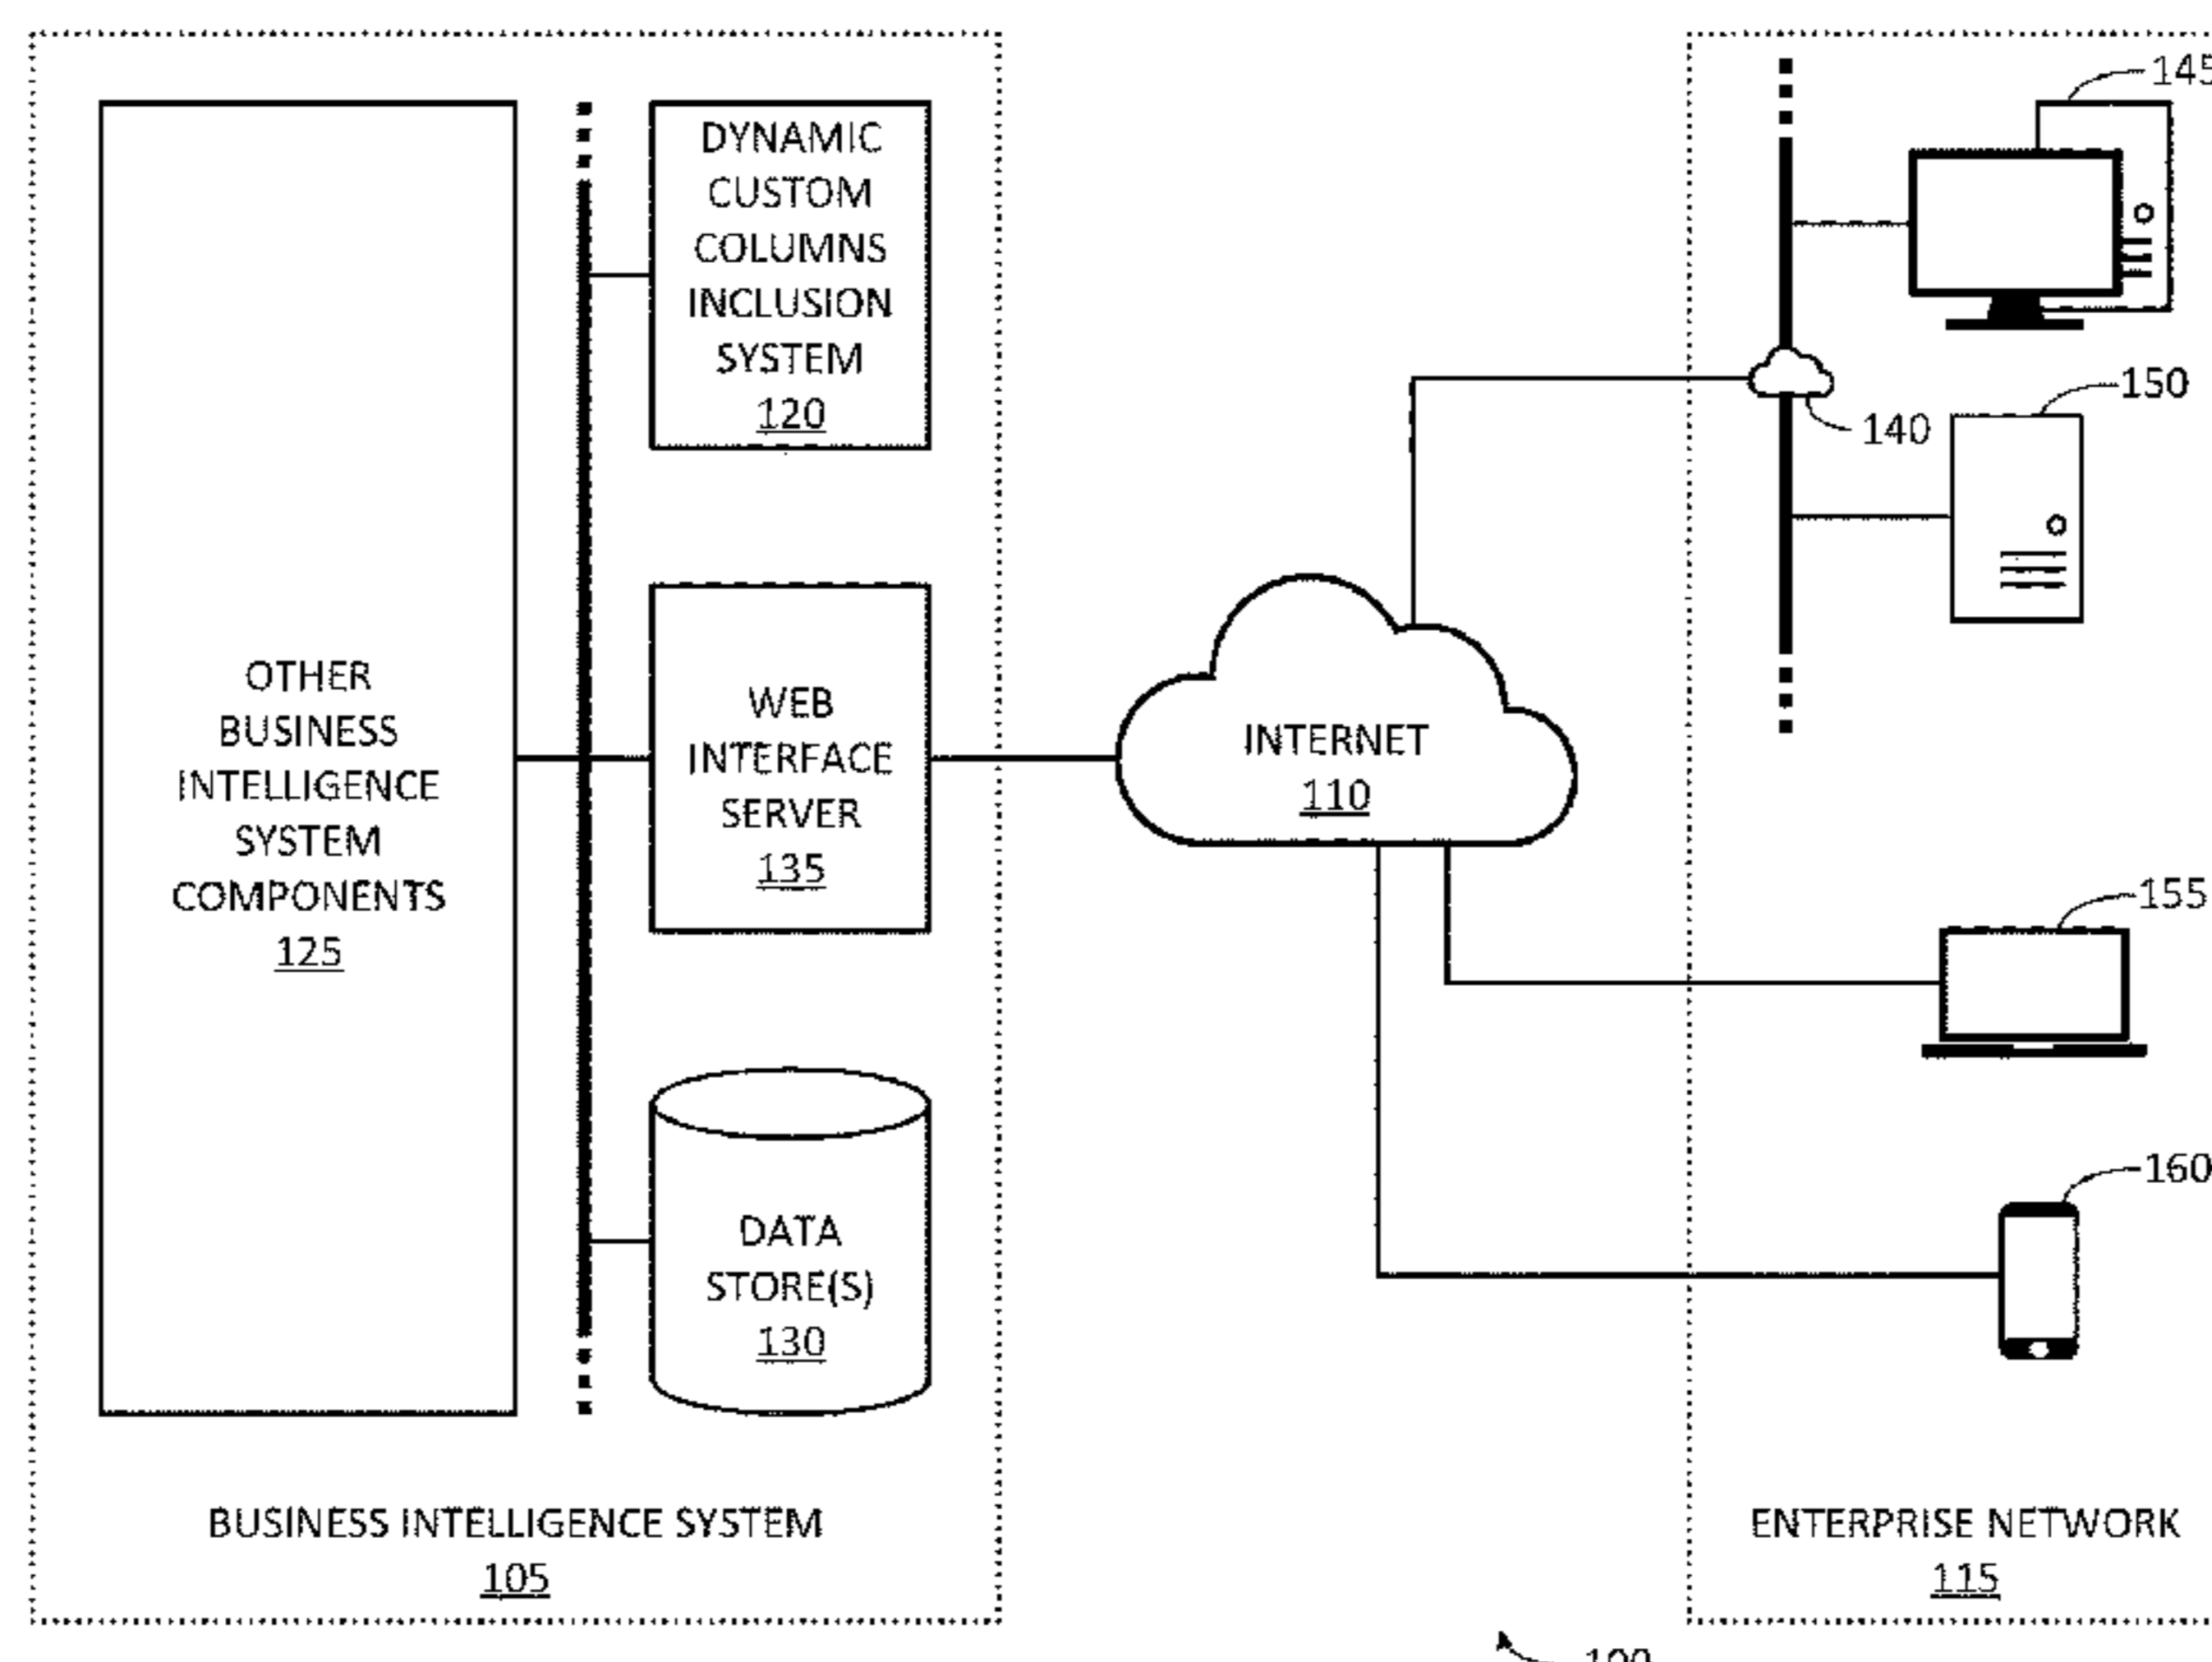 DYNAMIC
CUSTOM
COLUMNS
INCLUSION
SYSTEM
120
OTHER
BUSINESS
INTELLIGENCE
SYSTEM
COMPONENTS
125
WEB
INTERFACE
SERVER
135
DATA
STORE(S)
130
BUSINESS INTELLIGENCE SYSTEM
105
INTERNET
110
145
140
150
155
160
ENTERPRISE NETWORK
115
100